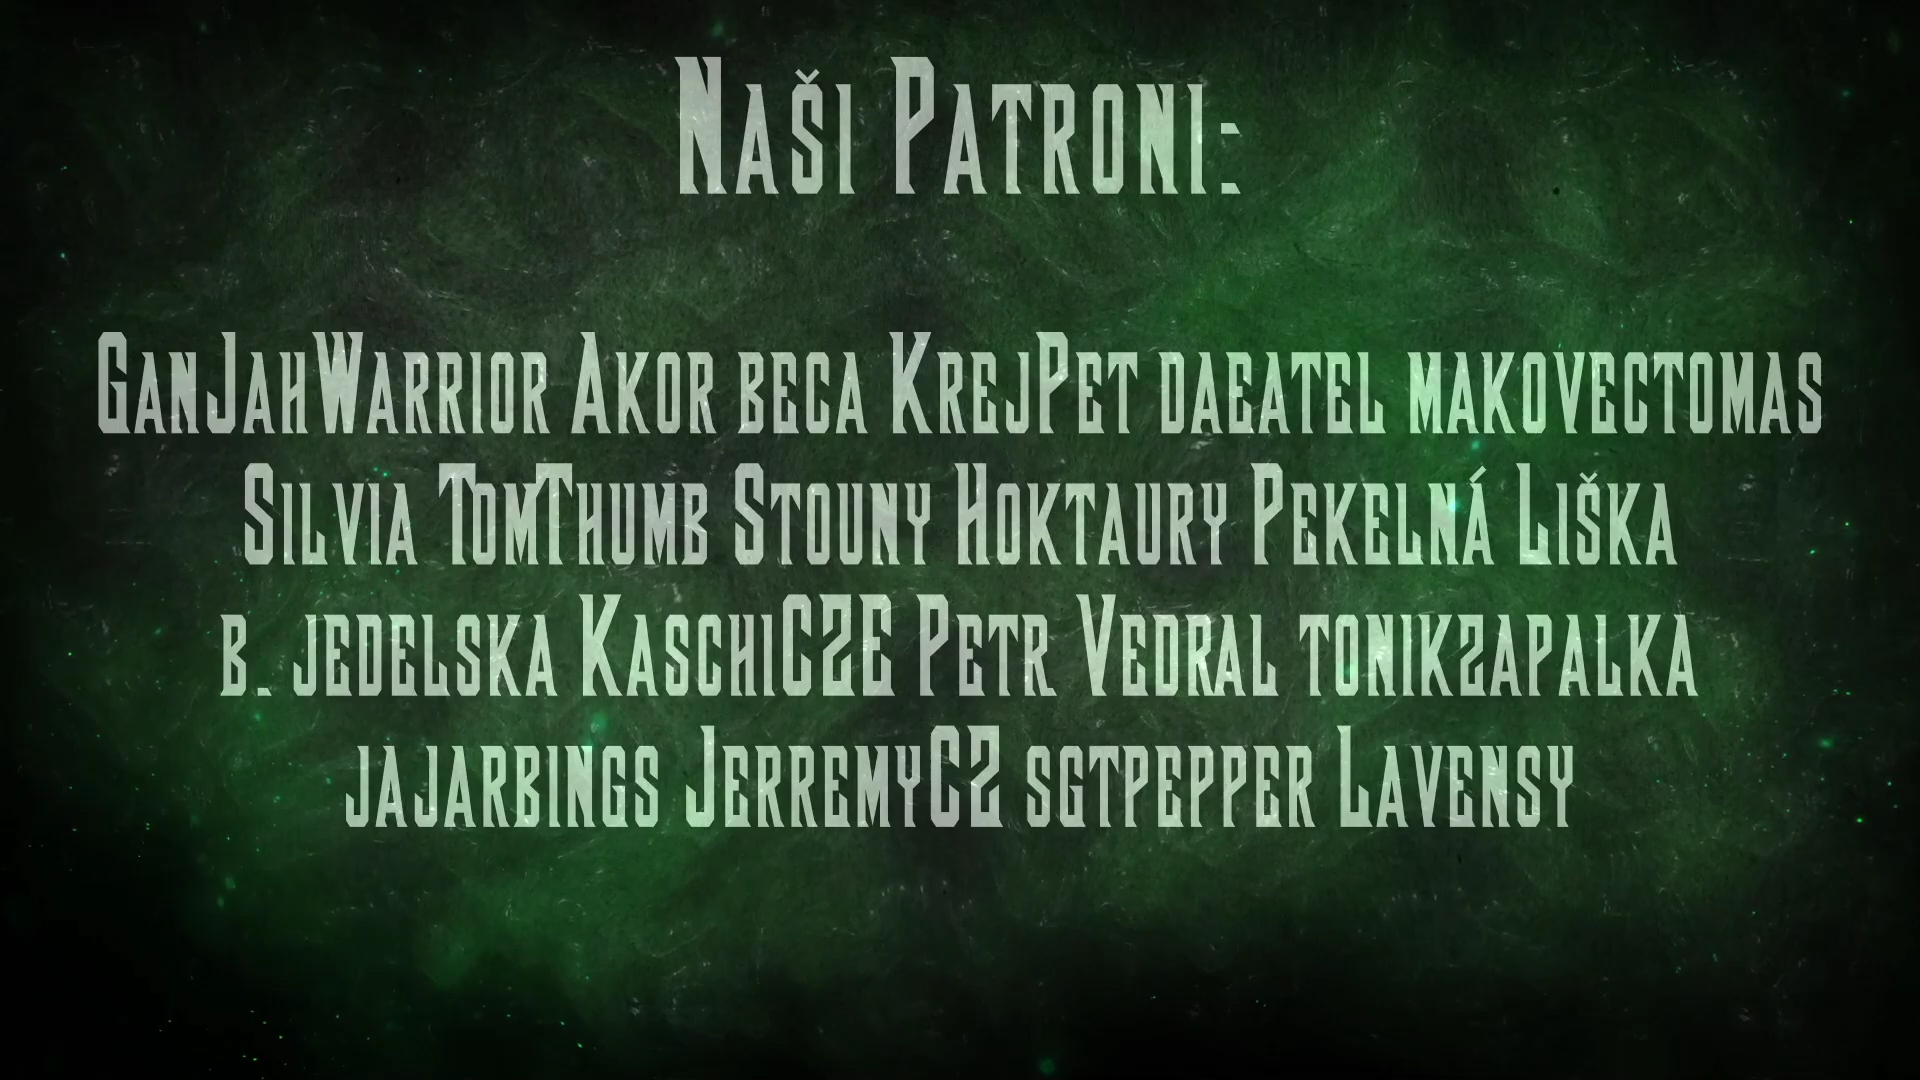 Naši Patroni:
GanJahWarrior Akor beca KrejPet daeatel makovectomas
Silvia TomThumb Stouny Hoktaury Pekelná Liška
b. jedelska KaschiCZE Petr Vedral tonikzapalka
jajarbings JerremyCZ sgtpepper Lavensy